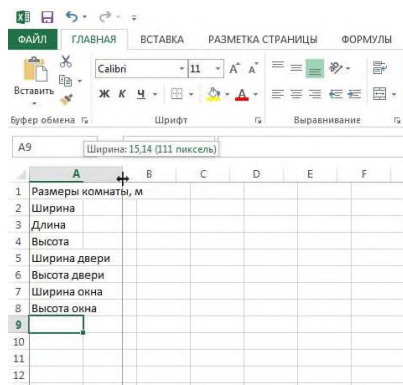 ФАЙЛ ГЛАВНАЯ ВСТАВКА РАЗМЕТКА СТРАНИЦЫ ФОРМУЛЫ
Calibri 11 А А
Вставить Ж К Ч А
Буфер обмена Шрифт Выравнивание
A9 Ширина: 15,14 (111 пиксель)
A B C D E F
1 Размеры комнаты, м
2 Ширина
3 Длина
4 Высота
5 Ширина двери
6 Высота двери
7 Ширина окна
8 Высота окна
9
10
11
12